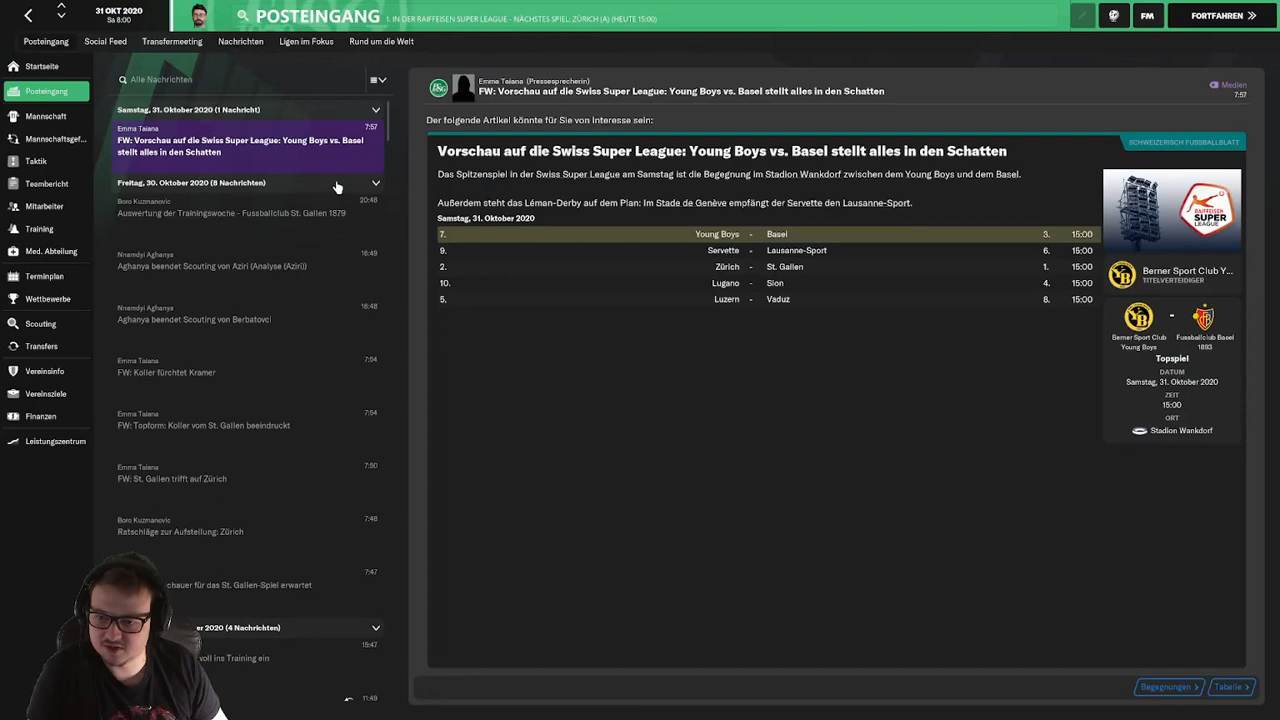 31 OKT 2020
Sa 8:00
POSTEINGANG
1. IN DER RAIFFEISEN SUPER LEAGUE - NÄCHSTES SPIEL: ZÜRICH (A) (HEUTE 15:00)
FM
FORTFAHREN
Posteingang
Social Feed
Transfermeeting
Nachrichten
Ligen im Fokus
Rund um die Welt
Startseite
Posteingang
Mannschaft
Mannschaftsgef...
Taktik
Teambericht
Mitarbeiter
Training
Med. Abteilung
Terminplan
Wettbewerbe
Scouting
Transfers
Vereinsinfo
Vereinsziele
Finanzen
Leistungszentrum
Alle Nachrichten
Samstag, 31. Oktober 2020 (1 Nachricht)
Emma Taiana 7:57
FW: Vorschau auf die Swiss Super League: Young Boys vs. Basel
stellt alles in den Schatten
Freitag, 30. Oktober 2020 (8 Nachrichten)
Boro Kuzmanovic 20:48
Auswertung der Trainingswoche - Fussballclub St. Gallen 1879
Nnamdyi Aghanya 16:49
Aghanya beendet Scouting von Aziri (Analyse (Aziri))
Nnamdyi Aghanya 16:48
Aghanya beendet Scouting von Berbatovci
Emma Taiana 7:54
FW: Koller fürchtet Kramer
Emma Taiana 7:54
FW: Topform: Koller vom St. Gallen beeindruckt
Emma Taiana 7:50
FW: St. Gallen trifft auf Zürich
Boro Kuzmanovic 7:48
Ratschläge zur Aufstellung: Zürich
7:47
chauer für das St. Gallen-Spiel erwartet
er 2020 (4 Nachrichten)
15:47
voll ins Training ein
11:49
Emma Taiana (Pressesprecherin)
FW: Vorschau auf die Swiss Super League: Young Boys vs. Basel stellt alles in den Schatten
Medien
7:57
Der folgende Artikel könnte für Sie von Interesse sein:
SCHWEIZERISCH FUSSBALLBLATT
Vorschau auf die Swiss Super League: Young Boys vs. Basel stellt alles in den Schatten
Das Spitzenspiel in der Swiss Super League am Samstag ist die Begegnung im Stadion Wankdorf zwischen dem Young Boys und dem Basel.
Außerdem steht das Léman-Derby auf dem Plan: Im Stade de Genève empfängt der Servette den Lausanne-Sport.
Samstag, 31. Oktober 2020
7. Young Boys - Basel 3. 15:00
9. Servette - Lausanne-Sport 6. 15:00
2. Zürich - St. Gallen 1. 15:00
10. Lugano - Sion 4. 15:00
5. Luzern - Vaduz 8. 15:00
RAIFFEISEN
SUPER
LEAGUE
Berner Sport Club Y...
TITELVERTEIDIGER
Berner Sport Club
Young Boys
-
Fussballclub Basel
1893
Topspiel
DATUM
Samstag, 31. Oktober 2020
ZEIT
15:00
ORT
Stadion Wankdorf
Begegnungen
Tabelle